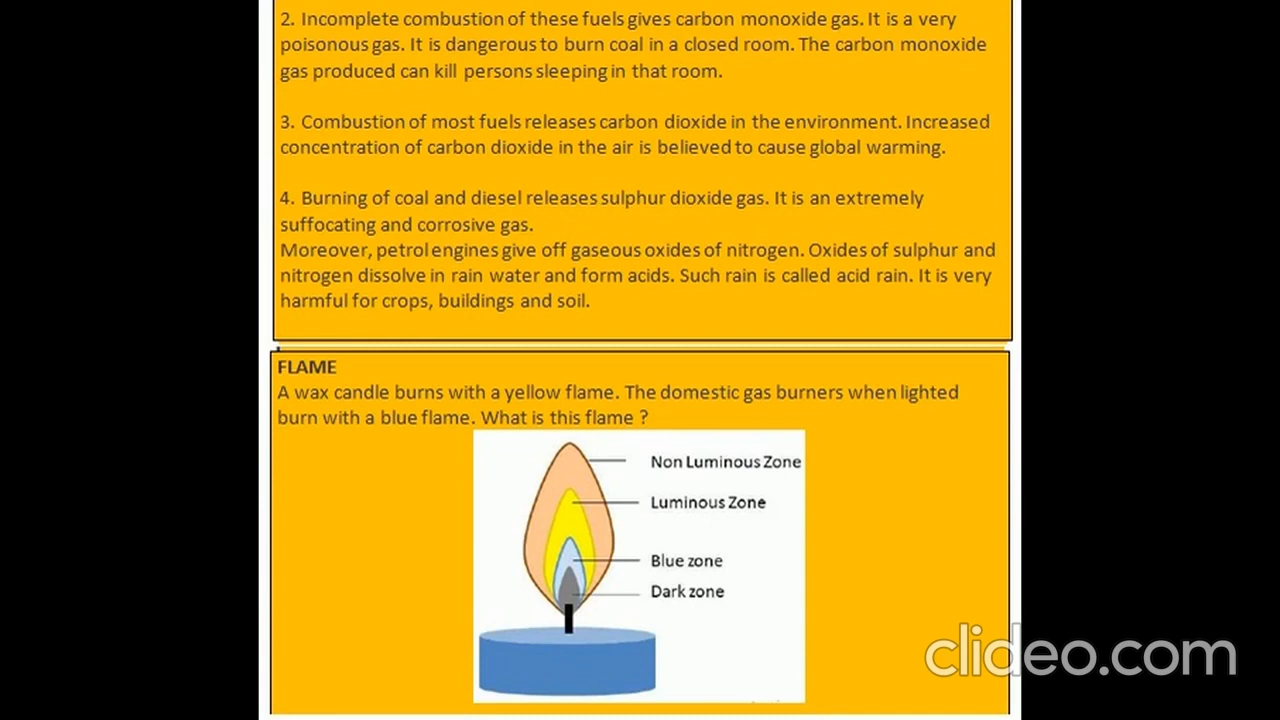 2. Incomplete combustion of these fuels gives carbon monoxide gas. It is a very
poisonous gas. It is dangerous to burn coal in a closed room. The carbon monoxide
gas produced can kill persons sleeping in that room.
3. Combustion of most fuels releases carbon dioxide in the environment. Increased
concentration of carbon dioxide in the air is believed to cause global warming.
4. Burning of coal and diesel releases sulphur dioxide gas. It is an extremely
suffocating and corrosive gas.
Moreover, petrol engines give off gaseous oxides of nitrogen. Oxides of sulphur and
nitrogen dissolve in rain water and form acids. Such rain is called acid rain. It is very
harmful for crops, buildings and soil.
FLAME
A wax candle burns with a yellow flame. The domestic gas burners when lighted
burn with a blue flame. What is this flame ?
Non Luminous Zone
Luminous Zone
Blue zone
Dark zone
clideo.com